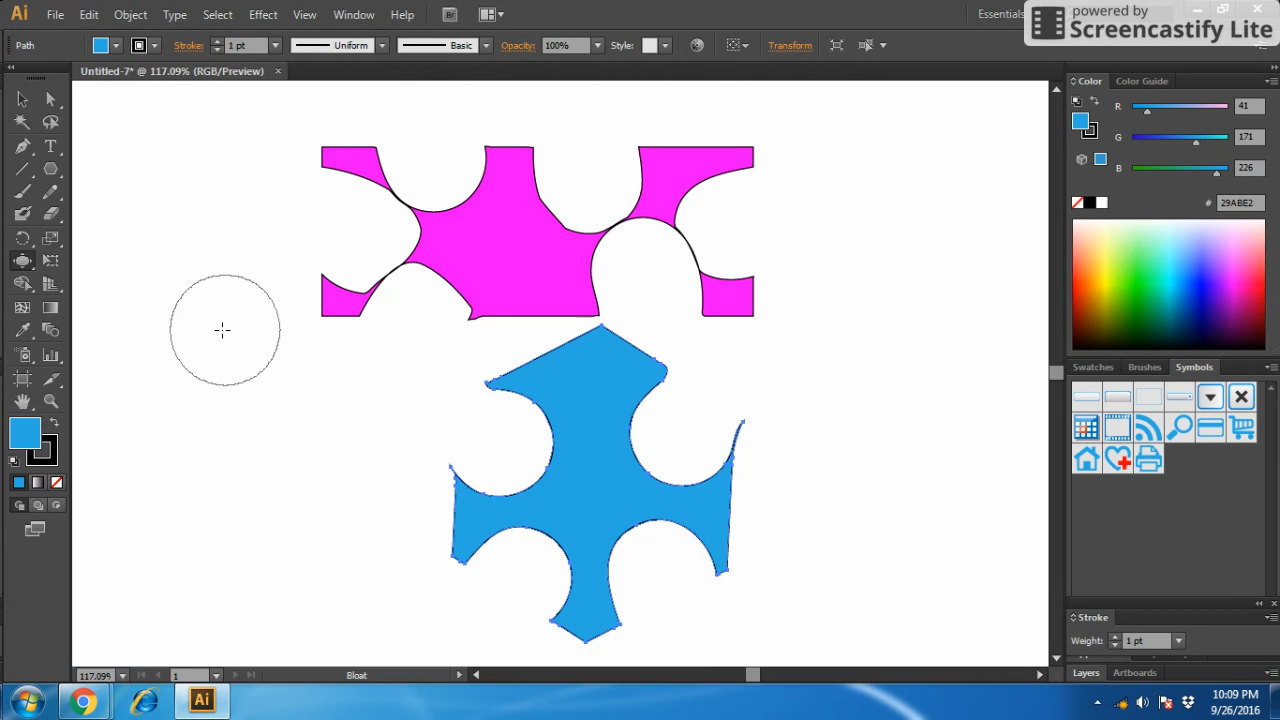 Ai File Edit Object Type Select Effect View Window Help Br Essentials
powered by
Screencastify Lite
Path Stroke: 1 pt Uniform Basic Opacity: 100% Style: Transform
Untitled-7* @ 117.09% (RGB/Preview) ×
Color Color Guide
R 41
G 171
B 226
# 29ABE2
Swatches Brushes Symbols
Stroke
Weight: 1 pt
Layers Artboards
117.09% 1 Bloat
Ai 10:09 PM
9/26/2016